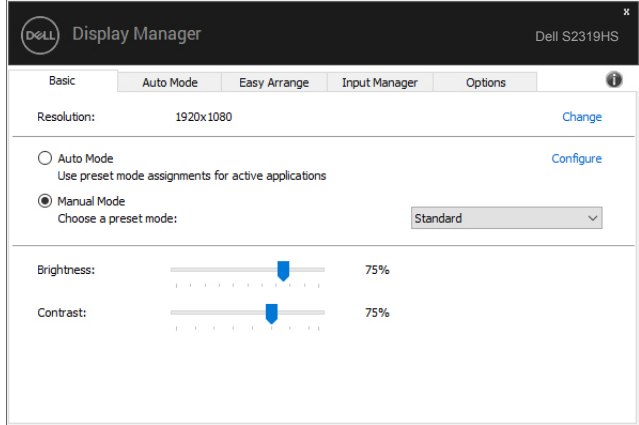 x
DELL Display Manager Dell S2319HS
Basic Auto Mode Easy Arrange Input Manager Options i
Resolution: 1920x1080 Change
Auto Mode Configure
Use preset mode assignments for active applications
Manual Mode
Choose a preset mode: Standard
Brightness: 75%
Contrast: 75%